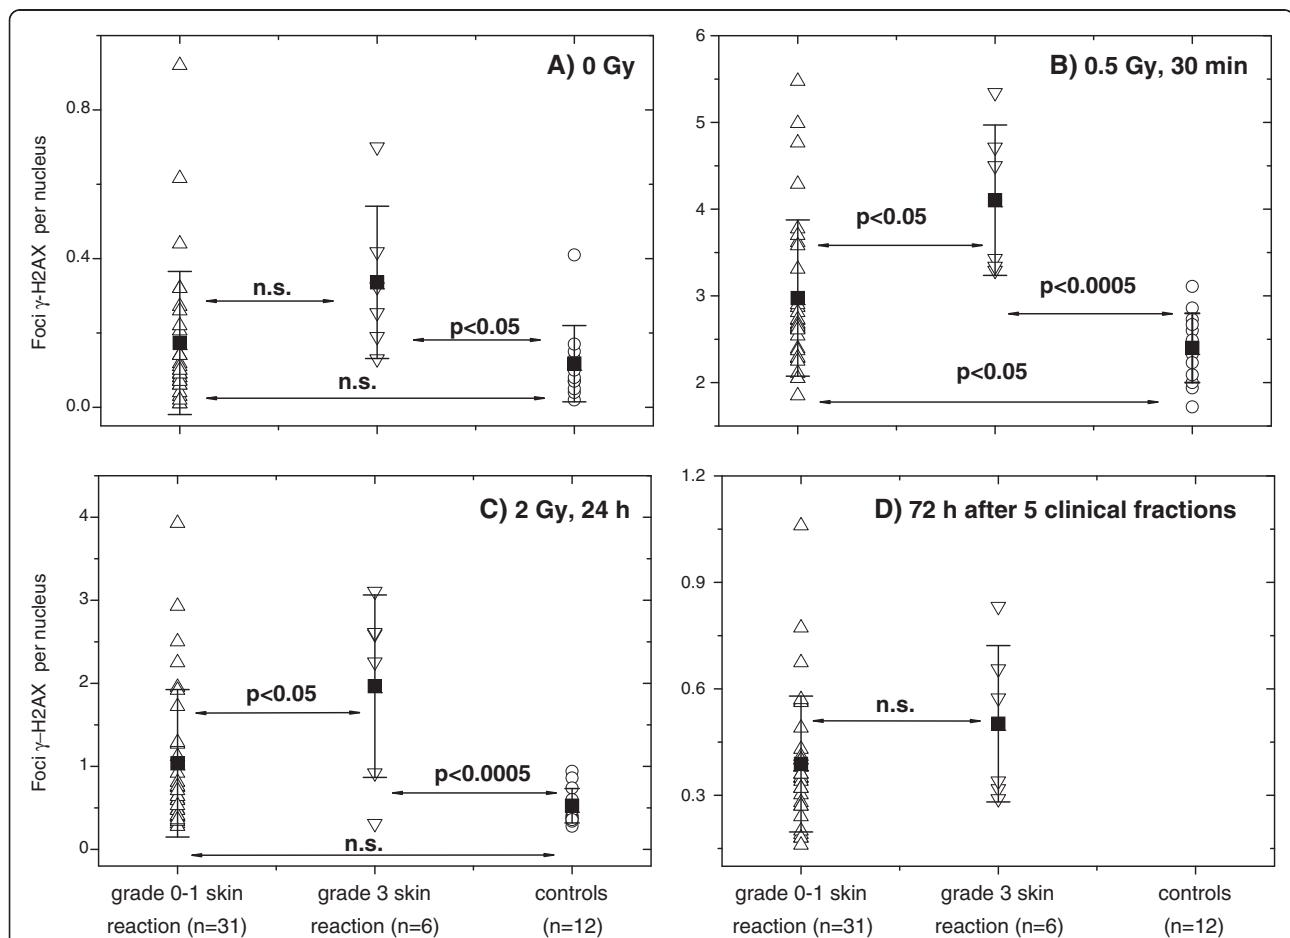 A) 0 Gy
Foci γ-H2AX per nucleus
0.8
0.4
0.0
n.s.
p<0.05
n.s.
B) 0.5 Gy, 30 min
6
5
4
3
2
p<0.05
p<0.0005
p<0.05
C) 2 Gy, 24 h
Foci γ–H2AX per nucleus
4
3
2
1
0
p<0.05
p<0.0005
n.s.
grade 0-1 skin
reaction (n=31)
grade 3 skin
reaction (n=6)
controls
(n=12)
D) 72 h after 5 clinical fractions
1.2
0.9
0.6
0.3
n.s.
grade 0-1 skin
reaction (n=31)
grade 3 skin
reaction (n=6)
controls
(n=12)